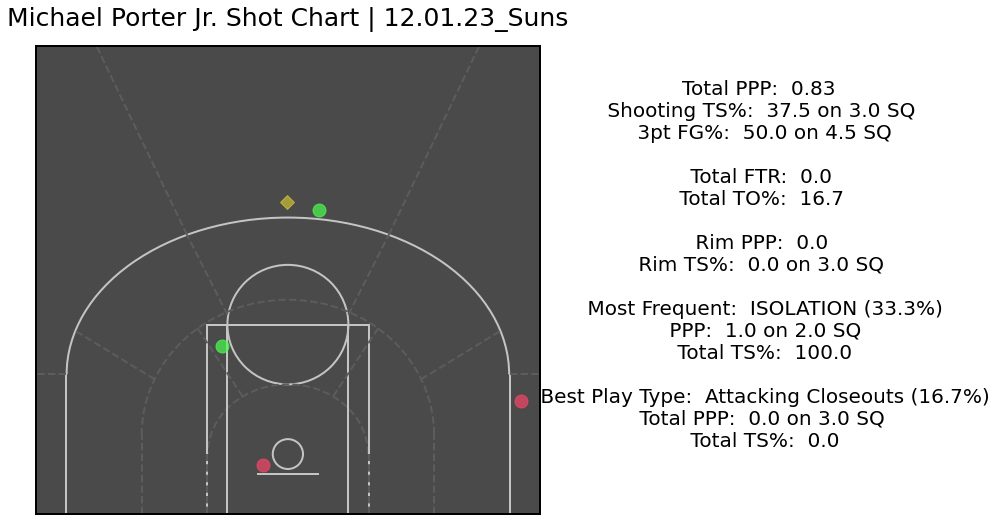 Michael Porter Jr. Shot Chart | 12.01.23_Suns
Total PPP:  0.83
Shooting TS%:  37.5 on 3.0 SQ
3pt FG%:  50.0 on 4.5 SQ
Total FTR:  0.0
Total TO%:  16.7
Rim PPP:  0.0
Rim TS%:  0.0 on 3.0 SQ
Most Frequent:  ISOLATION (33.3%)
PPP:  1.0 on 2.0 SQ
Total TS%:  100.0
Best Play Type:  Attacking Closeouts (16.7%)
Total PPP:  0.0 on 3.0 SQ
Total TS%:  0.0